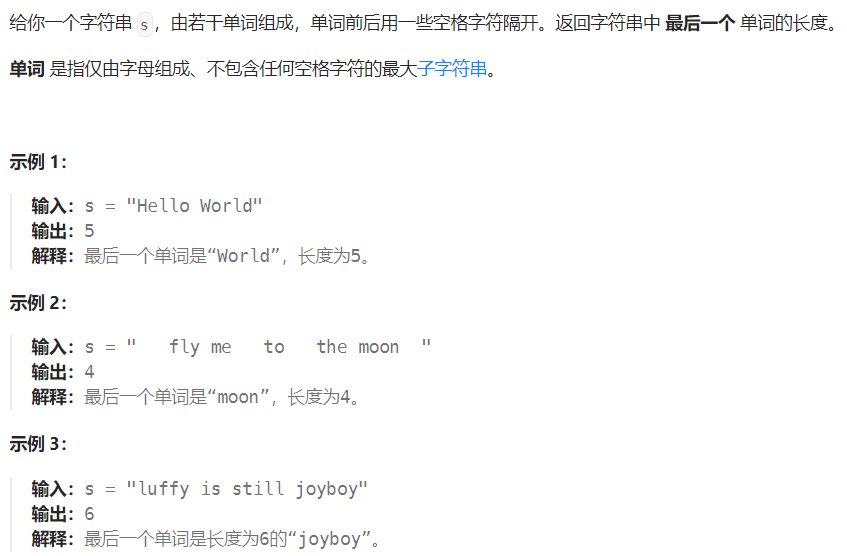 给你一个字符串 s，由若干单词组成，单词前后用一些空格字符隔开。返回字符串中 最后一个 单词的长度。
单词 是指仅由字母组成、不包含任何空格字符的最大子字符串。
示例 1：
输入：s = "Hello World"
输出：5
解释：最后一个单词是“World”，长度为5。
示例 2：
输入：s = "   fly me   to   the moon  "
输出：4
解释：最后一个单词是“moon”，长度为4。
示例 3：
输入：s = "luffy is still joyboy"
输出：6
解释：最后一个单词是长度为6的“joyboy”。